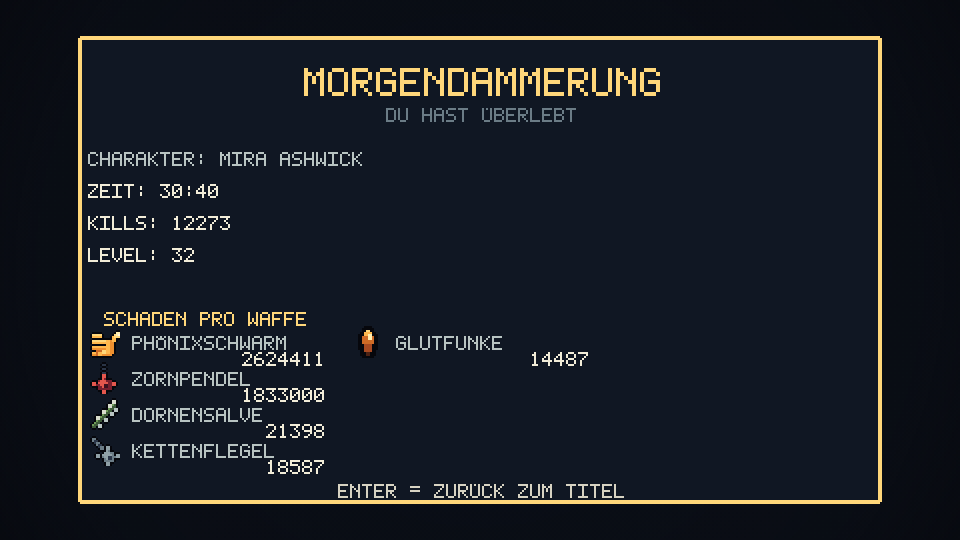 MORGENDAMMERUNG
DU HAST ÜBERLEBT
CHARAKTER: MIRA ASHWICK
ZEIT: 30:40
KILLS: 12273
LEVEL: 32
SCHADEN PRO WAFFE
PHÖNIXSCHWARM
2624411
ZORNPENDEL
1833000
DORNENSALVE
21398
KETTENFLEGEL
18587
GLUTFUNKE
14487
ENTER = ZURÜCK ZUM TITEL